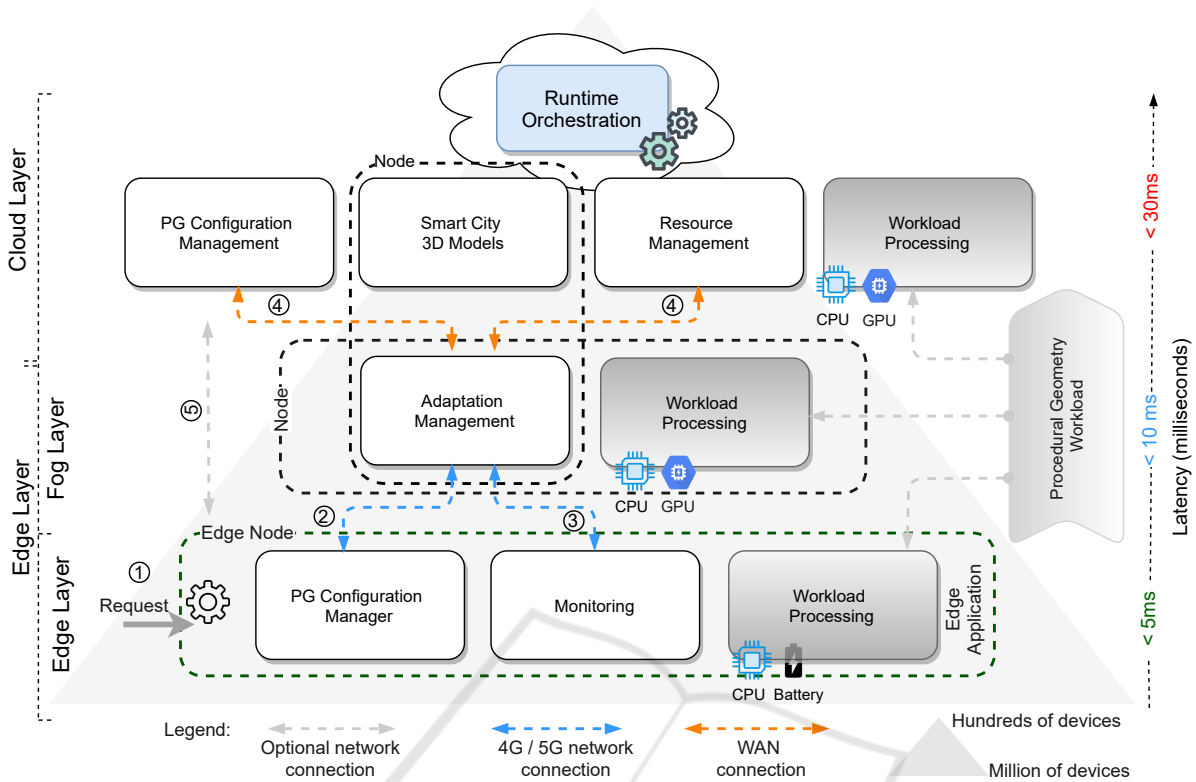 Runtime
Orchestration
Node
Cloud Layer
PG Configuration
Management
Smart City
3D Models
Resource
Management
Workload
Processing
CPU
GPU
< 30ms
④
④
⑤
Edge Layer
Fog Layer
Node
Adaptation
Management
Workload
Processing
CPU
GPU
Procedural Geometry
Workload
< 10 ms
Latency (milliseconds)
②
③
Edge Node
①
Request
Edge Layer
PG Configuration
Manager
Monitoring
Workload
Processing
CPU
Battery
Edge
Application
< 5ms
Legend:
Optional network
connection
4G / 5G network
connection
WAN
connection
Hundreds of devices
Million of devices